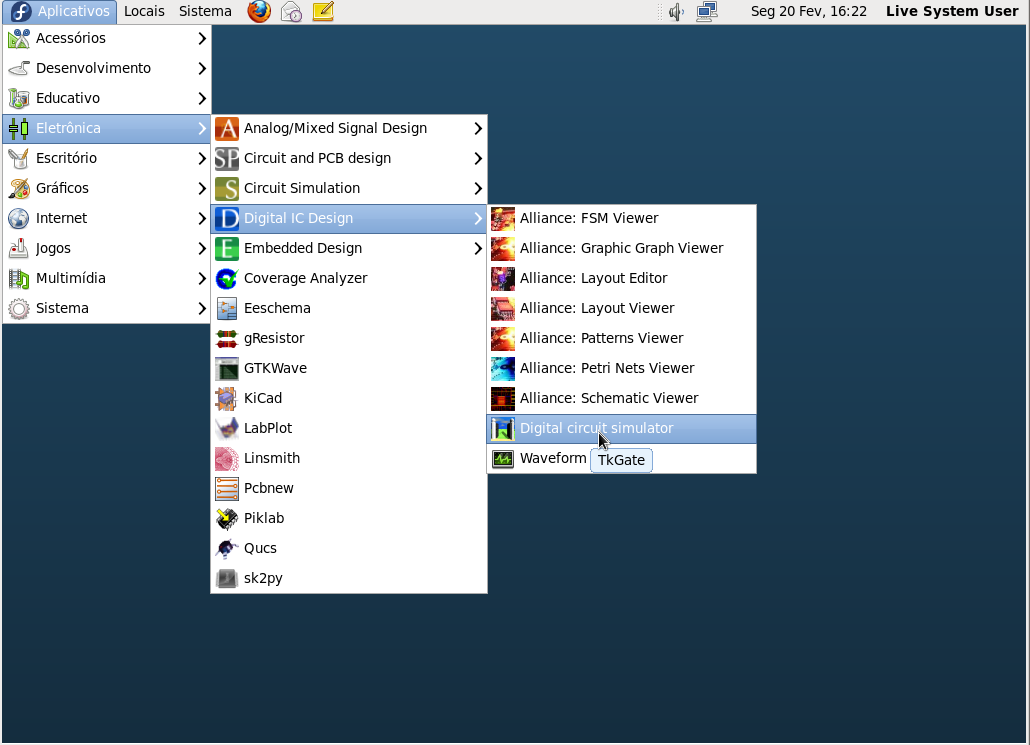 Aplicativos Locais Sistema Seg 20 Fev, 16:22 Live System User
Acessórios
Desenvolvimento
Educativo
Eletrônica
Escritório
Gráficos
Internet
Jogos
Multimídia
Sistema
Analog/Mixed Signal Design
Circuit and PCB design
Circuit Simulation
Digital IC Design
Embedded Design
Coverage Analyzer
Eeschema
gResistor
GTKWave
KiCad
LabPlot
Linsmith
Pcbnew
Piklab
Qucs
sk2py
Alliance: FSM Viewer
Alliance: Graphic Graph Viewer
Alliance: Layout Editor
Alliance: Layout Viewer
Alliance: Patterns Viewer
Alliance: Petri Nets Viewer
Alliance: Schematic Viewer
Digital circuit simulator
Waveform
TkGate